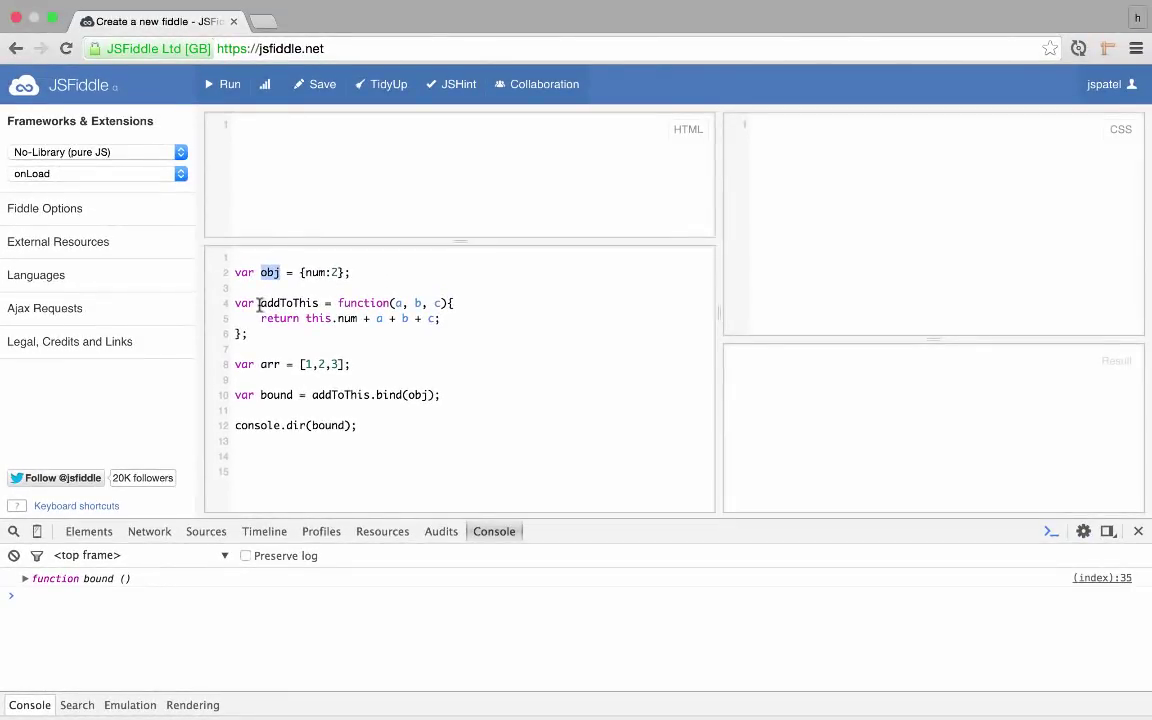 Create a new fiddle - JSFi
h
JSFiddle Ltd [GB] https://jsfiddle.net
JSFiddle
Run
Save
TidyUp
JSHint
Collaboration
jspatel
Frameworks & Extensions
No-Library (pure JS)
onLoad
Fiddle Options
External Resources
Languages
Ajax Requests
Legal, Credits and Links
Follow @jsfiddle 20K followers
? Keyboard shortcuts
1
HTML
1
CSS
1
2 var obj = {num:2};
3
4 var addToThis = function(a, b, c){
5 return this.num + a + b + c;
6 };
7
8 var arr = [1,2,3];
9
10 var bound = addToThis.bind(obj);
11
12 console.dir(bound);
13
14
15
Result
Elements Network Sources Timeline Profiles Resources Audits Console
<top frame> Preserve log
function bound ()
(index):35
Console Search Emulation Rendering